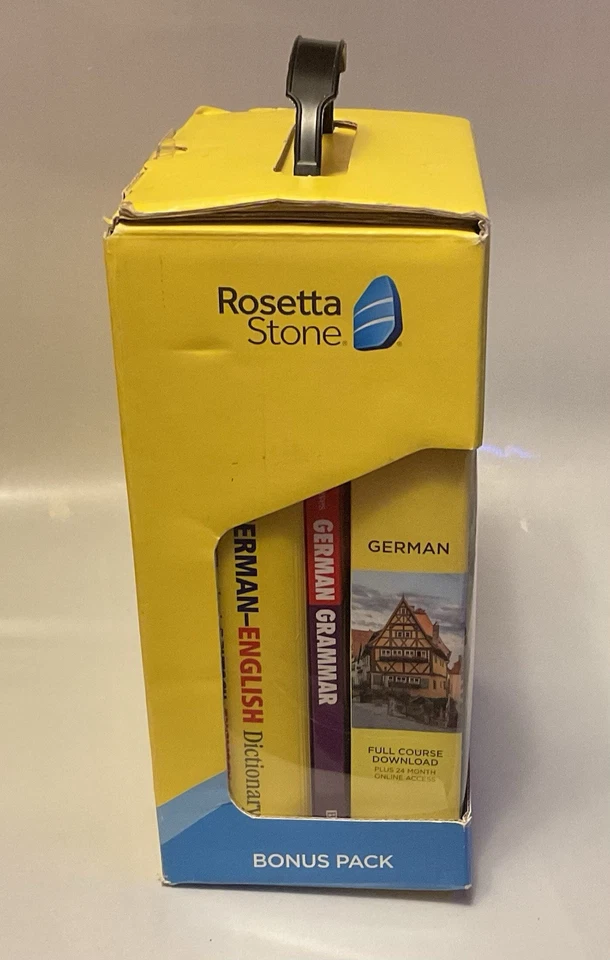 Rosetta
Stone®
ERMAN–ENGLISH Dictionary
GERMAN GRAMMAR
GERMAN
FULL COURSE
DOWNLOAD
PLUS 24 MONTH
ONLINE ACCESS
BONUS PACK